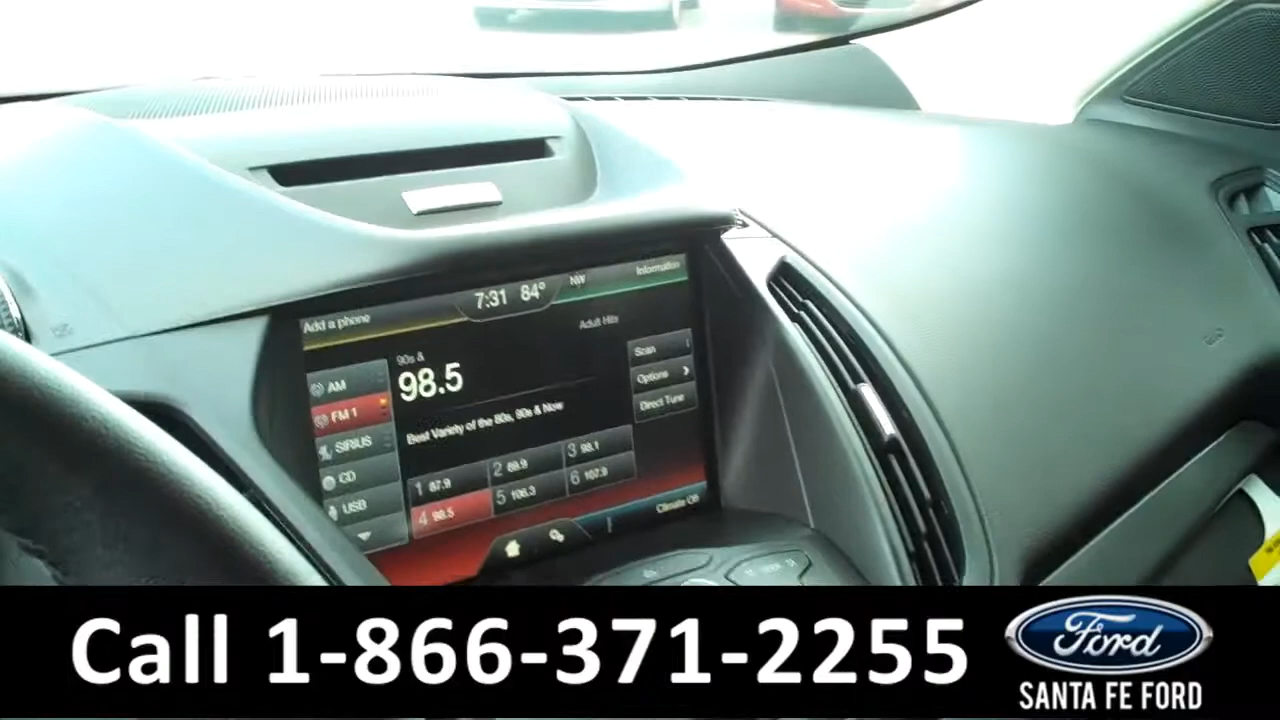 7:31 84° NW Information
Add a phone
Adult Hits
90s &
98.5
Scan
AM
Options
FM 1
Direct Tune
Best Variety of the 80s, 90s & Now
SIRIUS
CD
USB
1 87.9 2 89.9 3 93.1
4 98.5 5 106.3 6 107.9
Climate Off
Call 1-866-371-2255
Ford
SANTA FE FORD